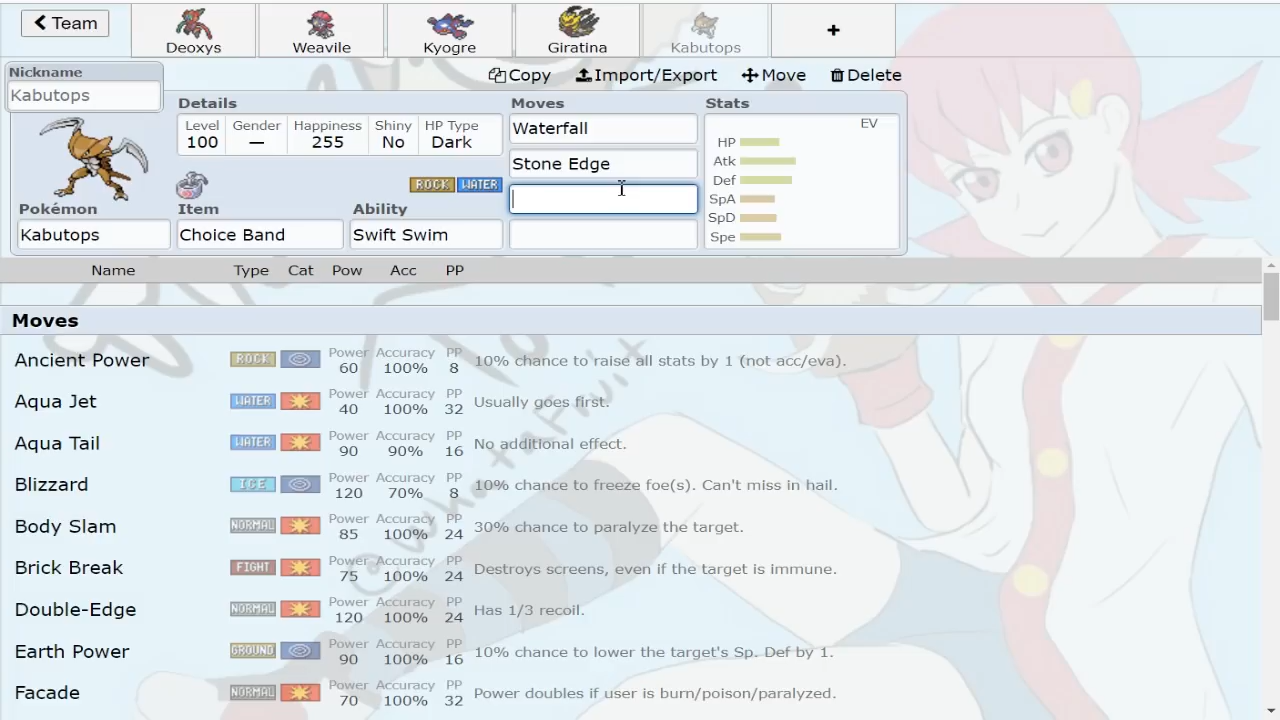 Team
Deoxys
Weavile
Kyogre
Giratina
Kabutops
Nickname
Kabutops
Copy
Import/Export
Move
Delete
Details
Moves
Stats
Level Gender Happiness Shiny HP Type
100 — 255 No Dark
Waterfall
Stone Edge
EV
HP
Atk
Def
SpA
SpD
Spe
ROCK WATER
Pokémon Item Ability
Kabutops Choice Band Swift Swim
Name Type Cat Pow Acc PP
Moves
Ancient Power ROCK Power 60 Accuracy 100% PP 8 10% chance to raise all stats by 1 (not acc/eva).
Aqua Jet WATER Power 40 Accuracy 100% PP 32 Usually goes first.
Aqua Tail WATER Power 90 Accuracy 90% PP 16 No additional effect.
Blizzard ICE Power 120 Accuracy 70% PP 8 10% chance to freeze foe(s). Can't miss in hail.
Body Slam NORMAL Power 85 Accuracy 100% PP 24 30% chance to paralyze the target.
Brick Break FIGHT Power 75 Accuracy 100% PP 24 Destroys screens, even if the target is immune.
Double-Edge NORMAL Power 120 Accuracy 100% PP 24 Has 1/3 recoil.
Earth Power GROUND Power 90 Accuracy 100% PP 16 10% chance to lower the target's Sp. Def by 1.
Facade NORMAL Power 70 Accuracy 100% PP 32 Power doubles if user is burn/poison/paralyzed.